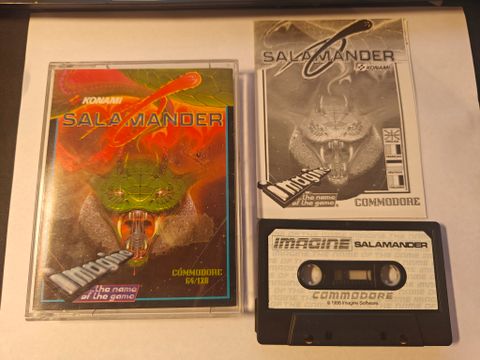 KONAMI
SALAMANDER
Imagine
...the name
of the game
COMMODORE
64/128
SALAMANDER
KONAMI
Imagine
...the name
of the game
COMMODORE
IMAGINE SALAMANDER
COMMODORE